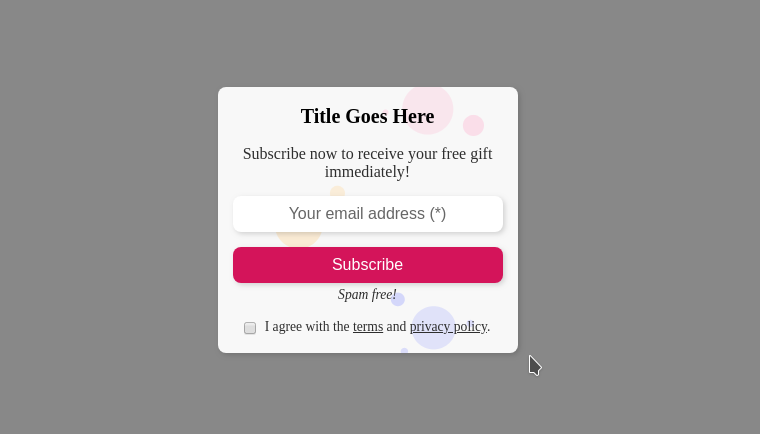 Title Goes Here
Subscribe now to receive your free gift
immediately!
Your email address (*)
Subscribe
Spam free!
I agree with the terms and privacy policy.